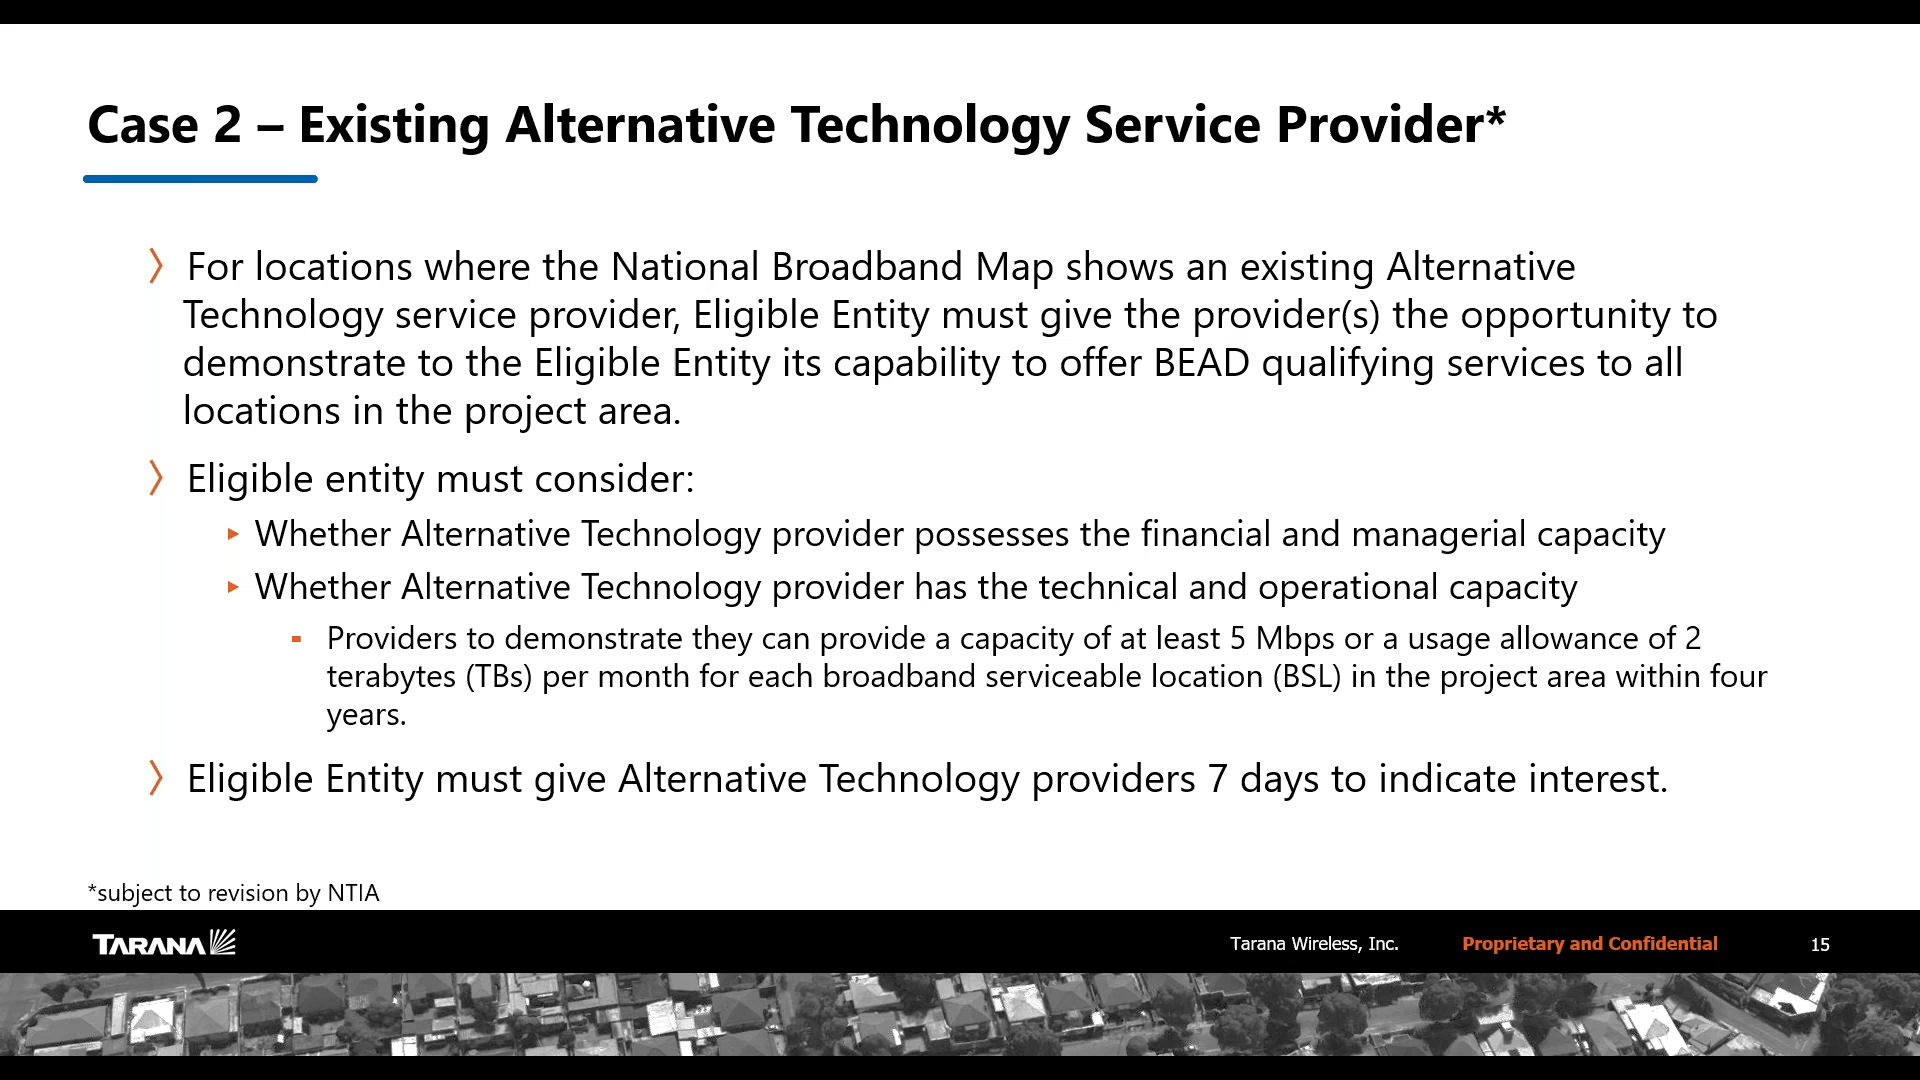 Case 2 – Existing Alternative Technology Service Provider*
For locations where the National Broadband Map shows an existing Alternative
Technology service provider, Eligible Entity must give the provider(s) the opportunity to
demonstrate to the Eligible Entity its capability to offer BEAD qualifying services to all
locations in the project area.
Eligible entity must consider:
Whether Alternative Technology provider possesses the financial and managerial capacity
Whether Alternative Technology provider has the technical and operational capacity
Providers to demonstrate they can provide a capacity of at least 5 Mbps or a usage allowance of 2
terabytes (TBs) per month for each broadband serviceable location (BSL) in the project area within four
years.
Eligible Entity must give Alternative Technology providers 7 days to indicate interest.
*subject to revision by NTIA
TARANA
Tarana Wireless, Inc.
Proprietary and Confidential
15